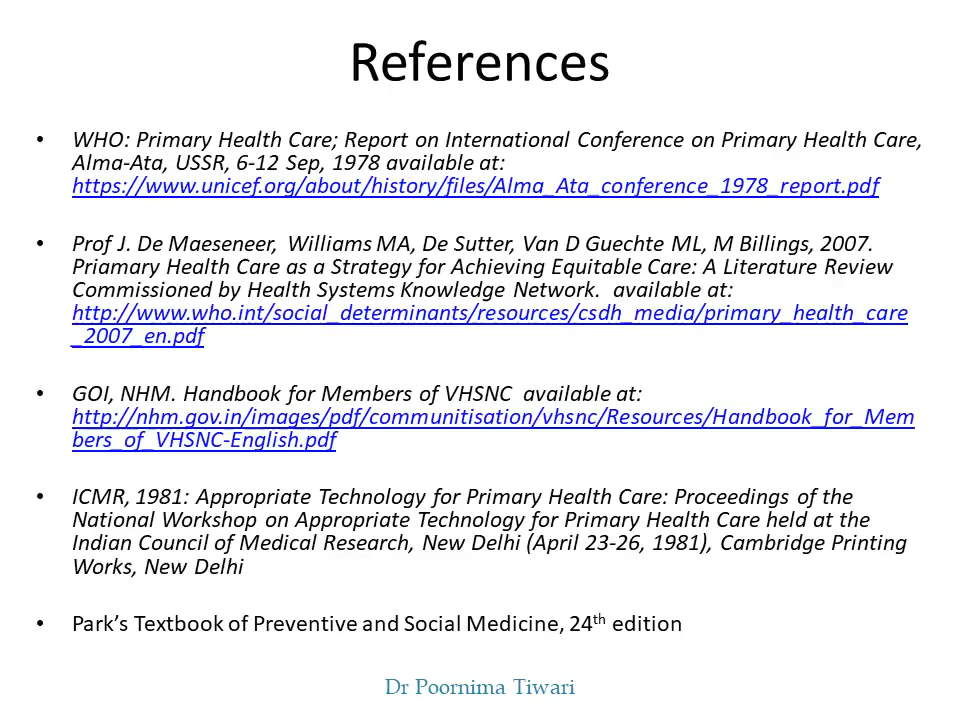 References
• WHO: Primary Health Care; Report on International Conference on Primary Health Care,
Alma-Ata, USSR, 6-12 Sep, 1978 available at:
https://www.unicef.org/about/history/files/Alma_Ata_conference_1978_report.pdf
• Prof J. De Maeseneer, Williams MA, De Sutter, Van D Guechte ML, M Billings, 2007.
Priamary Health Care as a Strategy for Achieving Equitable Care: A Literature Review
Commissioned by Health Systems Knowledge Network. available at:
http://www.who.int/social_determinants/resources/csdh_media/primary_health_care
_2007_en.pdf
• GOI, NHM. Handbook for Members of VHSNC available at:
http://nhm.gov.in/images/pdf/communitisation/vhsnc/Resources/Handbook_for_Mem
bers_of_VHSNC-English.pdf
• ICMR, 1981: Appropriate Technology for Primary Health Care: Proceedings of the
National Workshop on Appropriate Technology for Primary Health Care held at the
Indian Council of Medical Research, New Delhi (April 23-26, 1981), Cambridge Printing
Works, New Delhi
• Park’s Textbook of Preventive and Social Medicine, 24th edition
Dr Poornima Tiwari